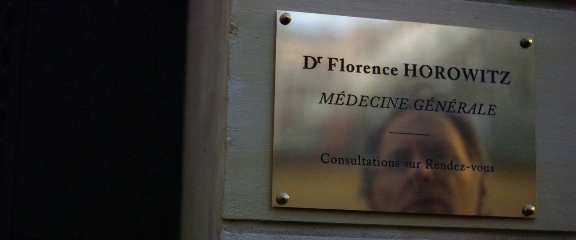 Dr Florence HOROWITZ
MÉDECINE GÉNÉRALE
Consultations sur Rendez-vous